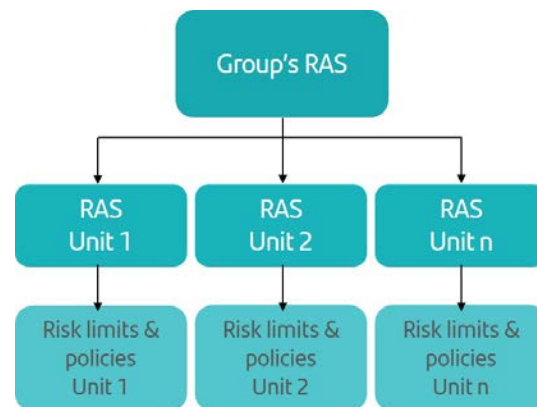 Group's RAS
RAS
Unit 1
RAS
Unit 2
RAS
Unit n
Risk limits &
policies
Unit 1
Risk limits &
policies
Unit 2
Risk limits &
policies
Unit n